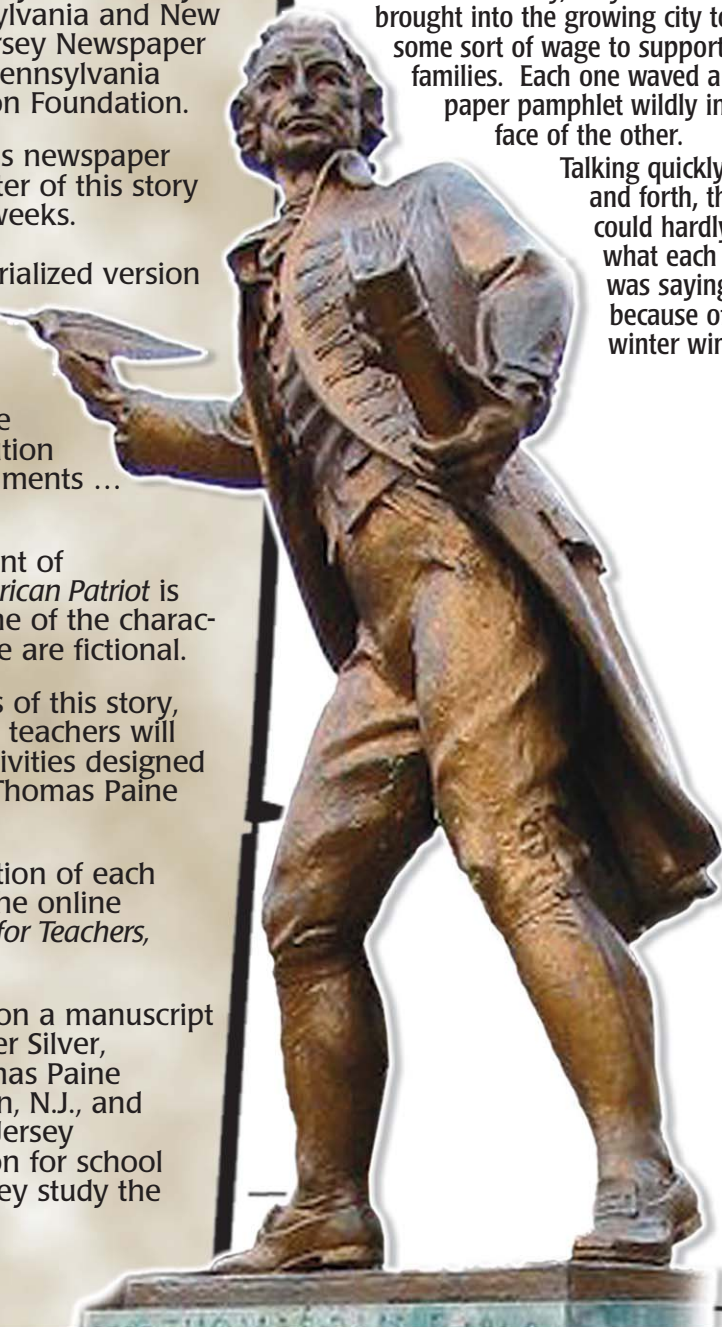 ylvania and New
rsey Newspaper
ennsylvania
on Foundation.
s newspaper
ter of this story
weeks.
rialized version
e
tion
ments …
nt of
rican Patriot is
ne of the charac-
e are fictional.
s of this story,
teachers will
ivities designed
Thomas Paine
tion of each
he online
for Teachers,
on a manuscript
er Silver,
mas Paine
n, N.J., and
Jersey
on for school
ey study the
brought into the growing city to
some sort of wage to support
families. Each one waved a
paper pamphlet wildly in
face of the other.
Talking quickly
and forth, th
could hardly
what each
was saying
because of
winter win